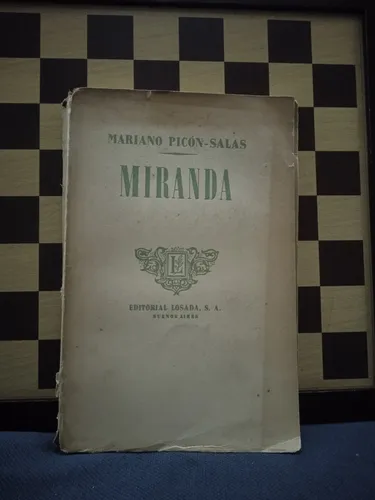 MARIANO PICÓN-SALAS
MIRANDA
L
EDITORIAL LOSADA, S. A.
BUENOS AIRES